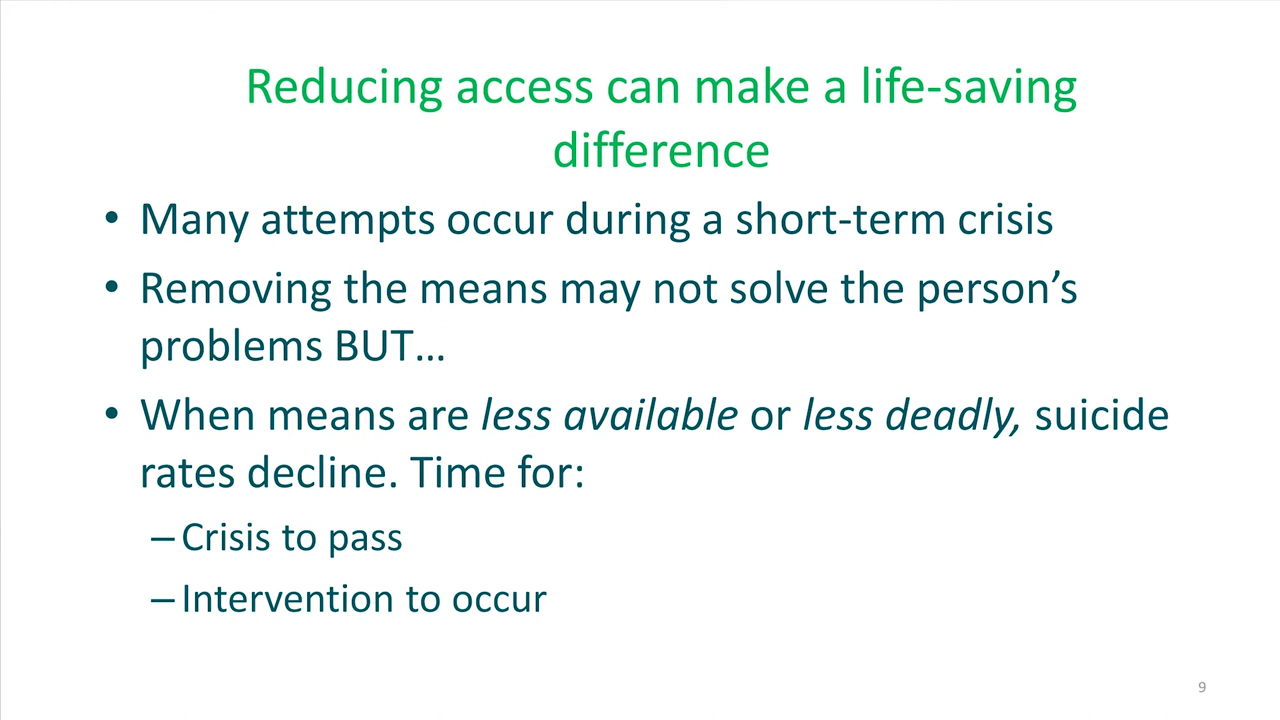 Reducing access can make a life-saving
difference
• Many attempts occur during a short-term crisis
• Removing the means may not solve the person’s
problems BUT…
• When means are less available or less deadly, suicide
rates decline. Time for:
– Crisis to pass
– Intervention to occur
9